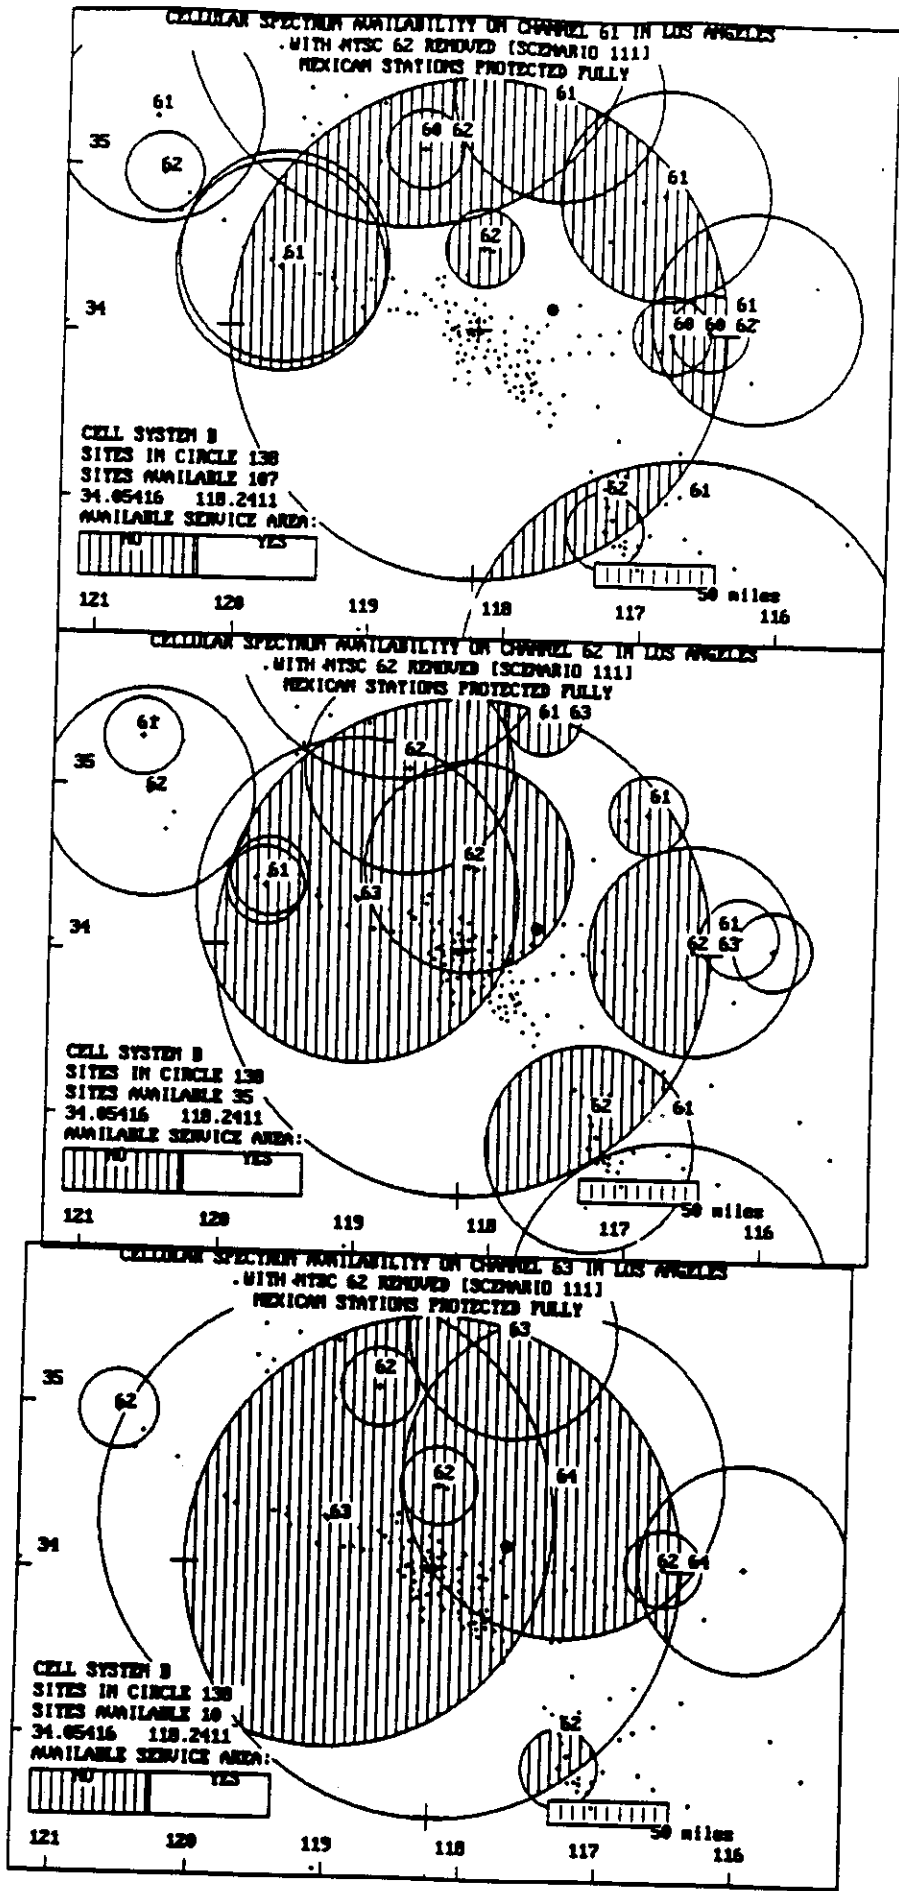 CELLULAR SPECTRUM AVAILABILITY ON CHANNEL 61 IN LOS ANGELES
.WITH NTSC 62 REMOVED [SCENARIO 111]
MEXICAN STATIONS PROTECTED FULLY
61
61
60 62
35
62
61
62
61
61
34
60 60 62
CELL SYSTEM B
SITES IN CIRCLE 138
SITES AVAILABLE 107
62
61
34.05416 118.2411
AVAILABLE SERVICE AREA:
NO YES
50 miles
121 120 119 118 117 116
CELLULAR SPECTRUM AVAILABILITY ON CHANNEL 62 IN LOS ANGELES
.WITH NTSC 62 REMOVED [SCENARIO 111]
MEXICAN STATIONS PROTECTED FULLY
61 63
61
62
35
62
61
62
61
63
34
61
62 63
CELL SYSTEM B
SITES IN CIRCLE 138
SITES AVAILABLE 35
62 61
34.05416 118.2411
AVAILABLE SERVICE AREA:
NO YES
50 miles
121 120 119 118 117 116
CELLULAR SPECTRUM AVAILABILITY ON CHANNEL 63 IN LOS ANGELES
.WITH NTSC 62 REMOVED [SCENARIO 111]
MEXICAN STATIONS PROTECTED FULLY
63
62
35
62
62
64
63
34
62 64
CELL SYSTEM B
SITES IN CIRCLE 138
SITES AVAILABLE 10
62
34.05416 118.2411
AVAILABLE SERVICE AREA:
NO YES
50 miles
121 120 119 118 117 116